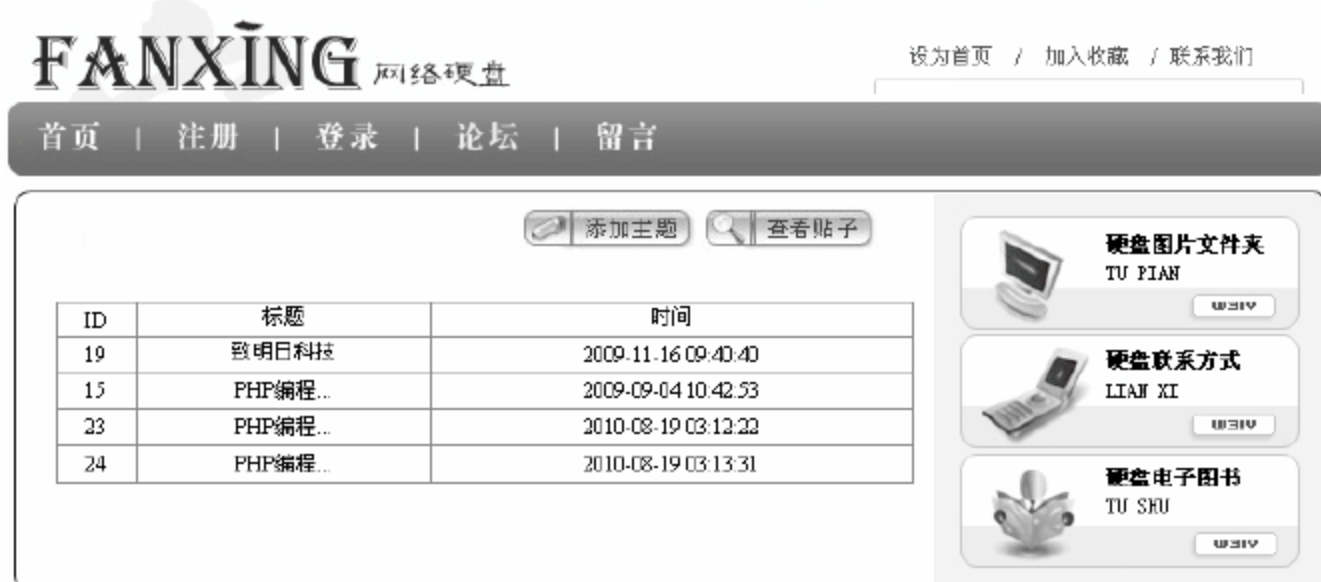 FANXING 网络硬盘
设为首页 / 加入收藏 / 联系我们
首页 | 注册 | 登录 | 论坛 | 留言
添加主题 查看贴子
ID 标题 时间
19 致明日科技 2009-11-16 09:40:40
15 PHP编程... 2009-09-04 10:42:53
23 PHP编程... 2010-08-19 03:12:22
24 PHP编程... 2010-08-19 03:13:31
硬盘图片文件夹
TU PIAN
VIEW
硬盘联系方式
LIAN XI
VIEW
硬盘电子图书
TU SHU
VIEW